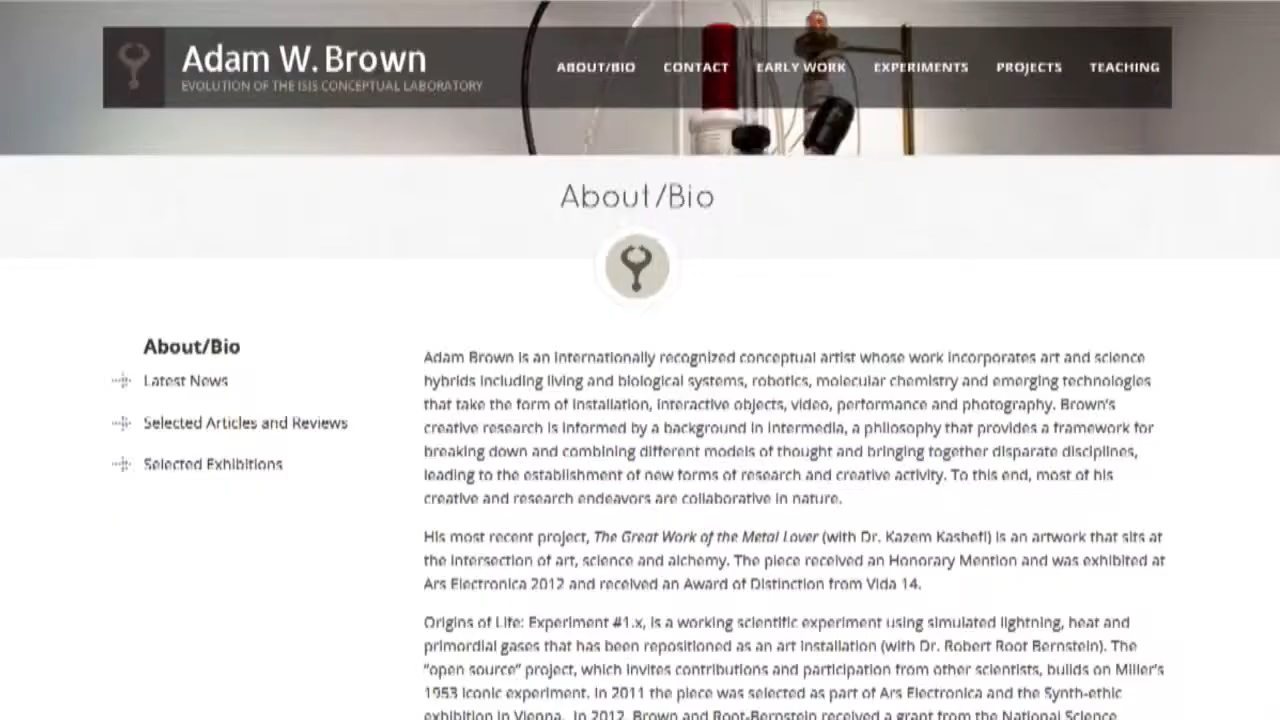 Adam W. Brown
EVOLUTION OF THE ISIS CONCEPTUAL LABORATORY
ABOUT/BIO CONTACT EARLY WORK EXPERIMENTS PROJECTS TEACHING
About/Bio
About/Bio
Latest News
Selected Articles and Reviews
Selected Exhibitions
Adam Brown is an internationally recognized conceptual artist whose work incorporates art and science
hybrids including living and biological systems, robotics, molecular chemistry and emerging technologies
that take the form of installation, interactive objects, video, performance and photography. Brown's
creative research is informed by a background in Intermedia, a philosophy that provides a framework for
breaking down and combining different models of thought and bringing together disparate disciplines,
leading to the establishment of new forms of research and creative activity. To this end, most of his
creative and research endeavors are collaborative in nature.
His most recent project, The Great Work of the Metal Lover (with Dr. Kazem Kashefi) is an artwork that sits at
the intersection of art, science and alchemy. The piece received an Honorary Mention and was exhibited at
Ars Electronica 2012 and received an Award of Distinction from Vida 14.
Origins of Life: Experiment #1.x, is a working scientific experiment using simulated lightning, heat and
primordial gases that has been repositioned as an art installation (with Dr. Robert Root Bernstein). The
"open source" project, which invites contributions and participation from other scientists, builds on Miller's
1953 iconic experiment. In 2011 the piece was selected as part of Ars Electronica and the Synth-ethic
exhibition in Vienna. In 2012, Brown and Root-Bernstein received a grant from the National Science